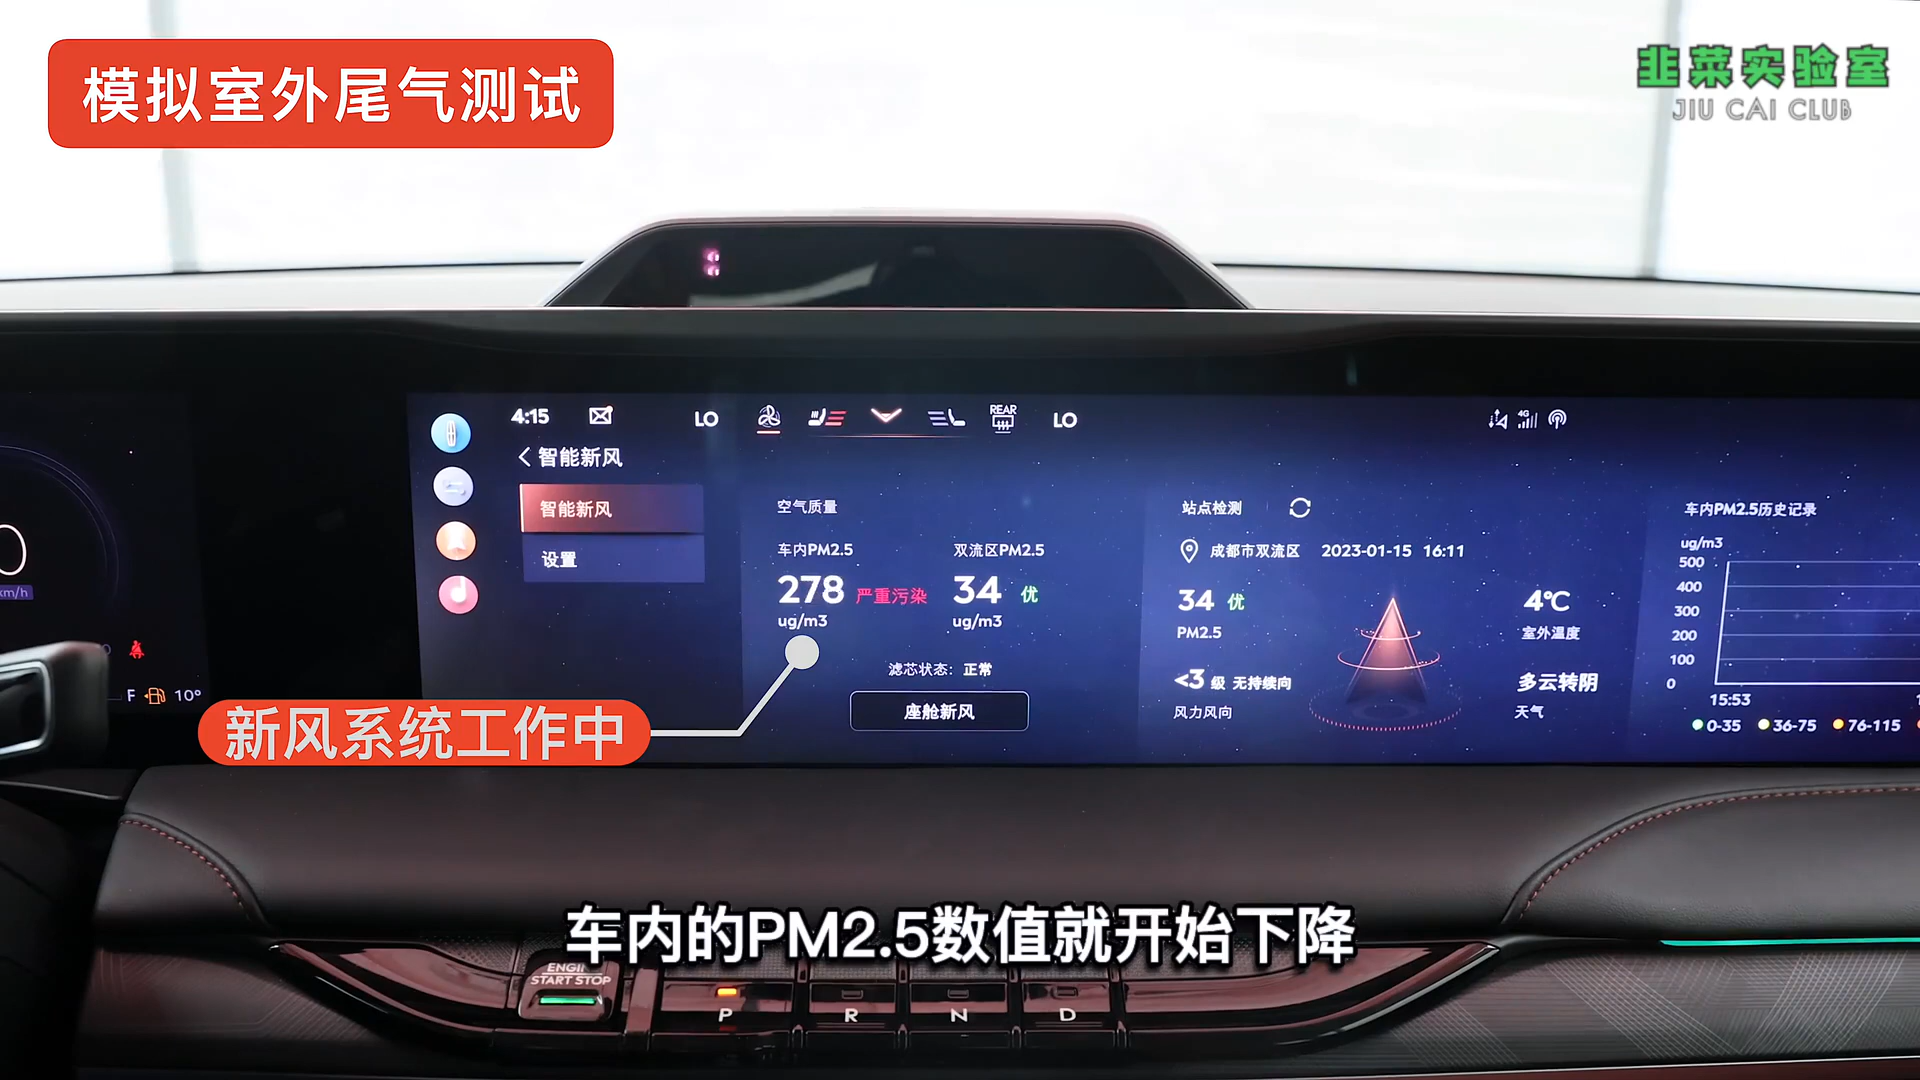 模拟室外尾气测试
韭菜实验室
JIU CAI CLUB
4:15
LO
REAR
LO
4G
智能新风
智能新风
设置
空气质量
车内PM2.5
278 严重污染
ug/m3
双流区PM2.5
34 优
ug/m3
滤芯状态: 正常
座舱新风
站点检测
成都市双流区 2023-01-15 16:11
34 优
PM2.5
<3 级 无持续向
风力风向
4℃
室外温度
多云转阴
天气
车内PM2.5历史记录
ug/m3
500
400
300
200
100
0
15:53
0-35 36-75 76-115
km/h
F 10°
新风系统工作中
车内的PM2.5数值就开始下降
START STOP
P R N D